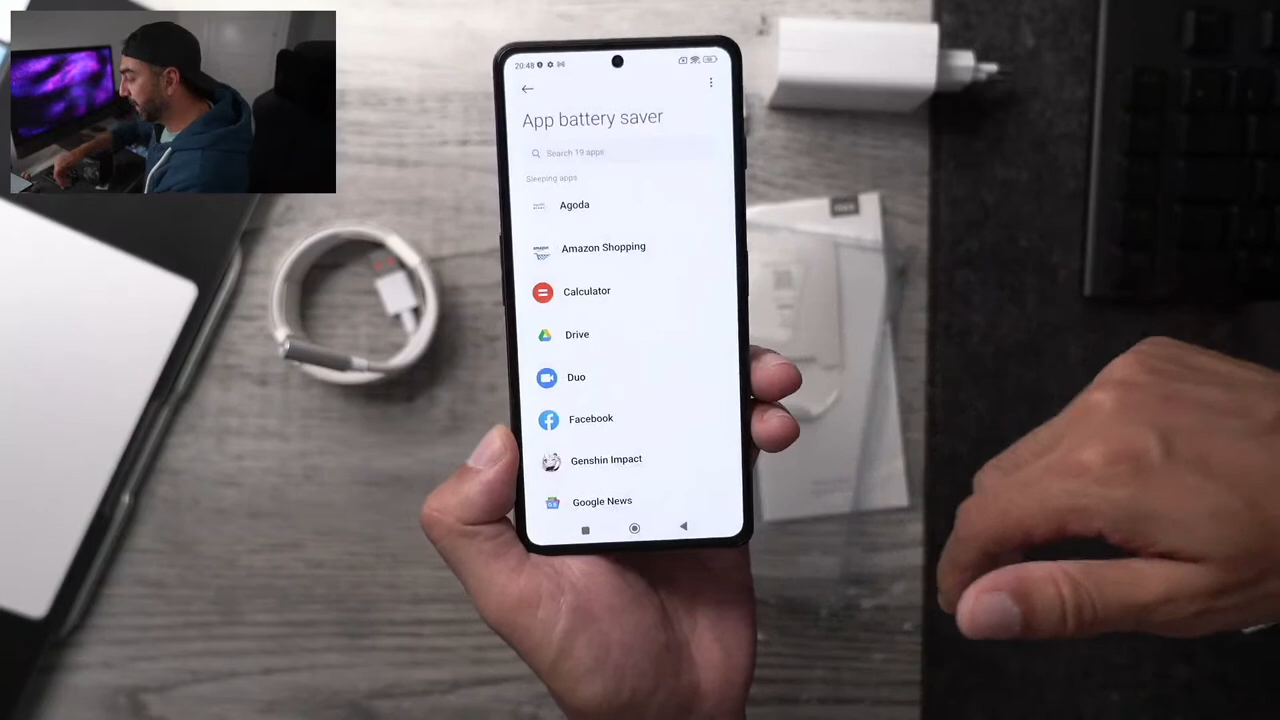 20:48
App battery saver
Search 19 apps
Sleeping apps
Agoda
amazon
Amazon Shopping
Calculator
Drive
Duo
Facebook
Genshin Impact
Google News